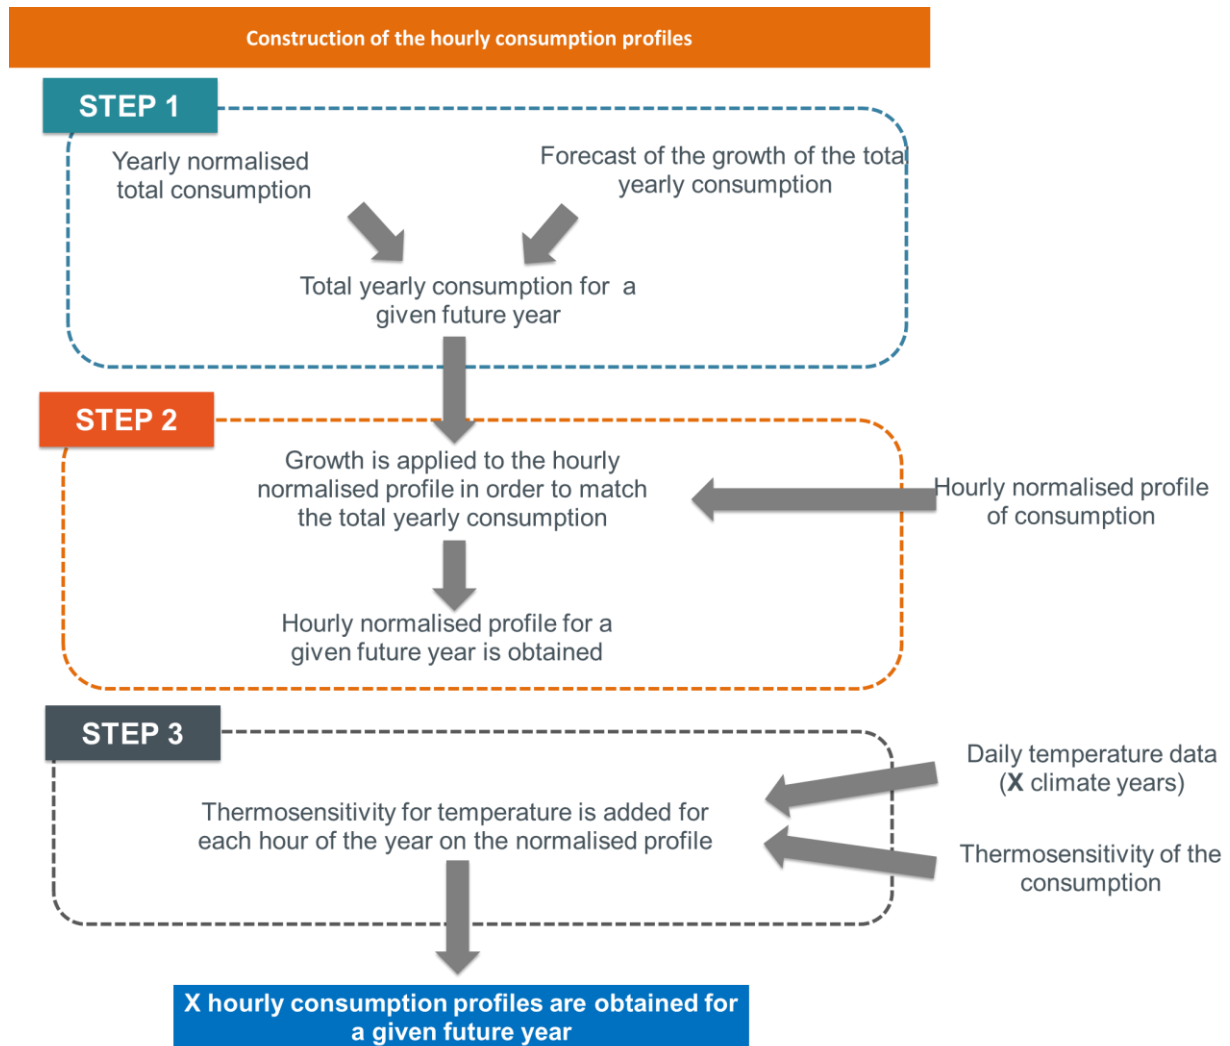 Construction of the hourly consumption profiles
STEP 1
Yearly normalised
total consumption
Forecast of the growth of the total
yearly consumption
Total yearly consumption for a
given future year
STEP 2
Growth is applied to the hourly
normalised profile in order to match
the total yearly consumption
Hourly normalised profile
of consumption
Hourly normalised profile for a
given future year is obtained
STEP 3
Daily temperature data
(X climate years)
Thermosensitivity for temperature is added for
each hour of the year on the normalised profile
Thermosensitivity of the
consumption
X hourly consumption profiles are obtained for
a given future year